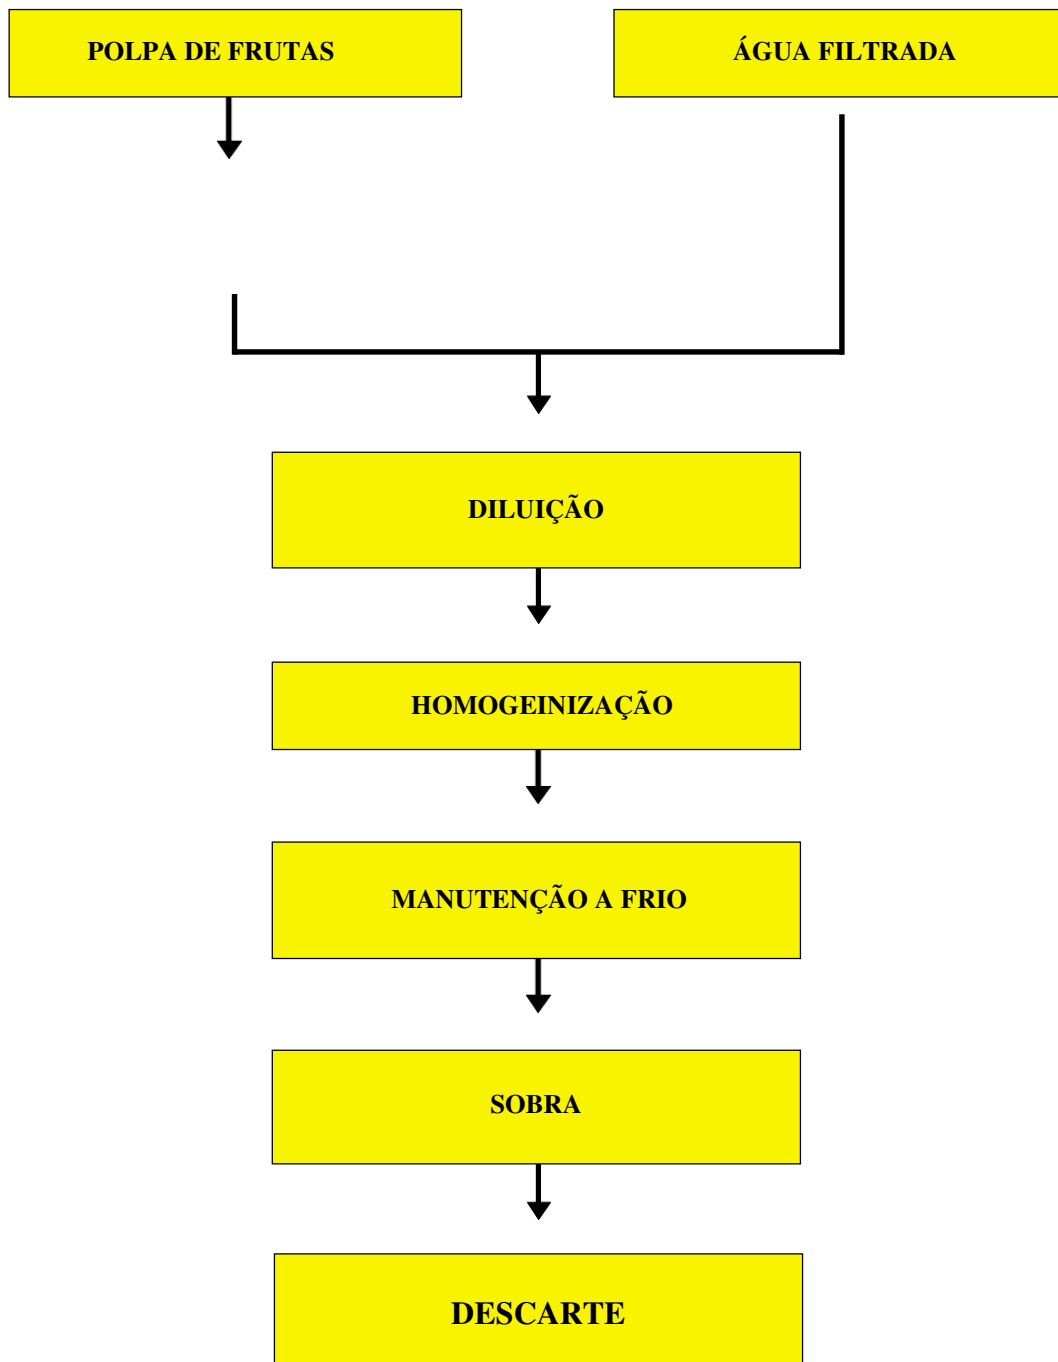 POLPA DE FRUTAS
ÁGUA FILTRADA
DILUIÇÃO
HOMOGEINIZAÇÃO
MANUTENÇÃO A FRIO
SOBRA
DESCARTE